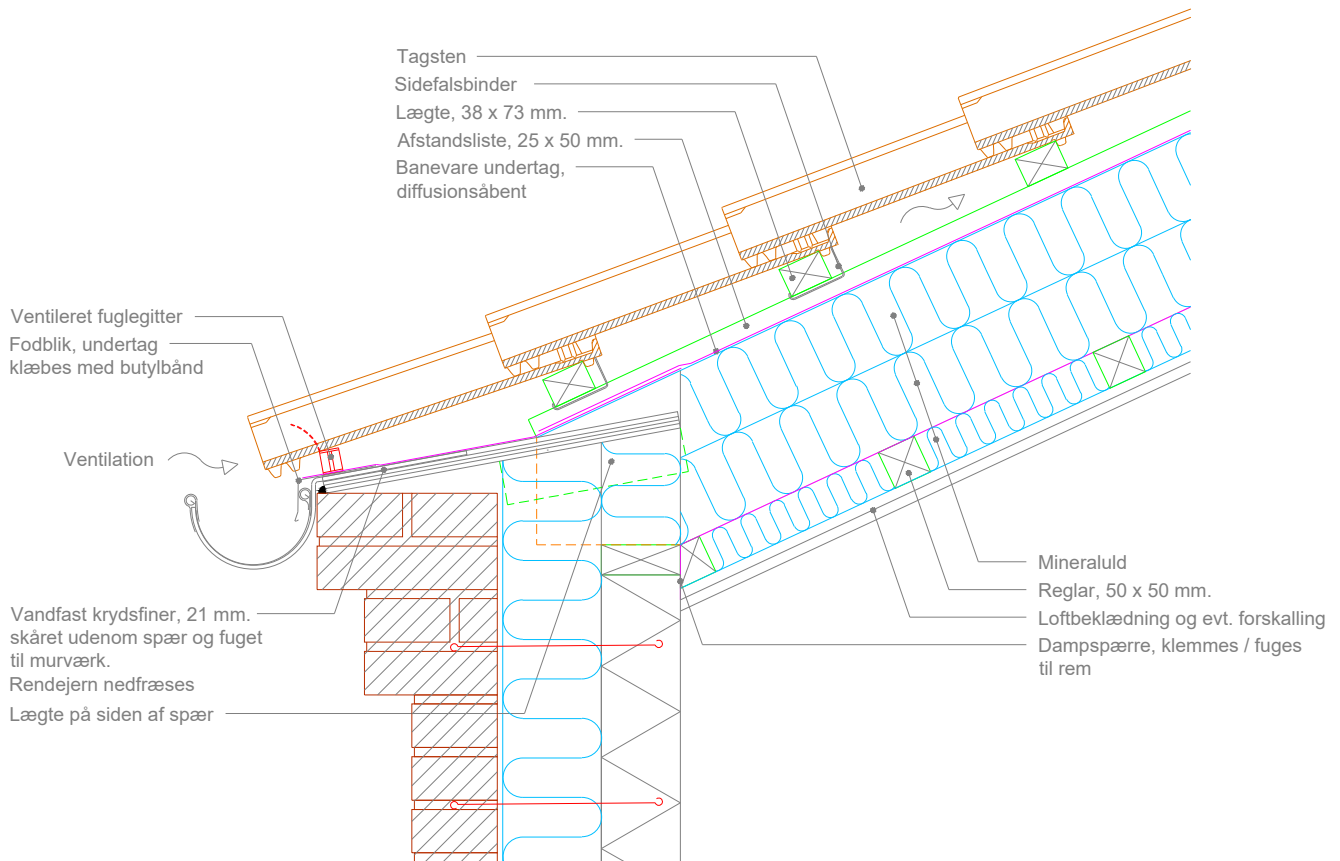 Tagsten
Sidefalsbinder
Lægte, 38 x 73 mm.
Afstandsliste, 25 x 50 mm.
Banevare undertag,
diffusionsåbent
Ventileret fuglegitter
Fodblik, undertag
klæbes med butylbånd
Ventilation
Vandfast krydsfiner, 21 mm.
skåret udenom spær og fuget
til murværk.
Rendejern nedfræses
Lægte på siden af spær
Mineraluld
Reglar, 50 x 50 mm.
Loftbeklædning og evt. forskalling
Dampspærre, klemmes / fuges
til rem